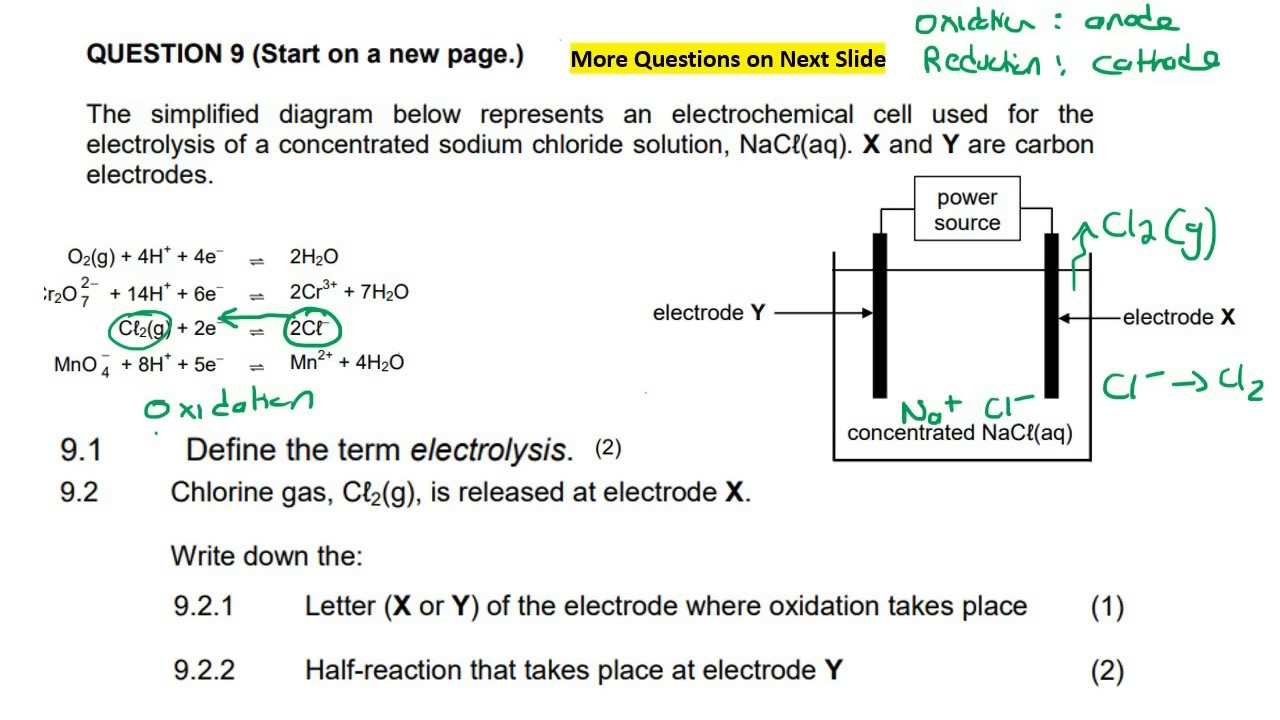 Oxidation : anode
QUESTION 9 (Start on a new page.) More Questions on Next Slide Reduction : cathode
The simplified diagram below represents an electrochemical cell used for the
electrolysis of a concentrated sodium chloride solution, NaCℓ(aq). X and Y are carbon
electrodes.
power
source
Cl₂(g)
O₂(g) + 4H⁺ + 4e⁻ ⇌ 2H₂O
r₂O₇²⁻ + 14H⁺ + 6e⁻ ⇌ 2Cr³⁺ + 7H₂O
Cℓ₂(g) + 2e⁻ ⇌ 2Cℓ⁻
MnO₄⁻ + 8H⁺ + 5e⁻ ⇌ Mn²⁺ + 4H₂O
electrode Y
electrode X
Cl⁻ → Cl₂
Oxidation
Na⁺ Cl⁻
concentrated NaCℓ(aq)
9.1 Define the term electrolysis. (2)
9.2 Chlorine gas, Cℓ₂(g), is released at electrode X.
Write down the:
9.2.1 Letter (X or Y) of the electrode where oxidation takes place (1)
9.2.2 Half-reaction that takes place at electrode Y (2)